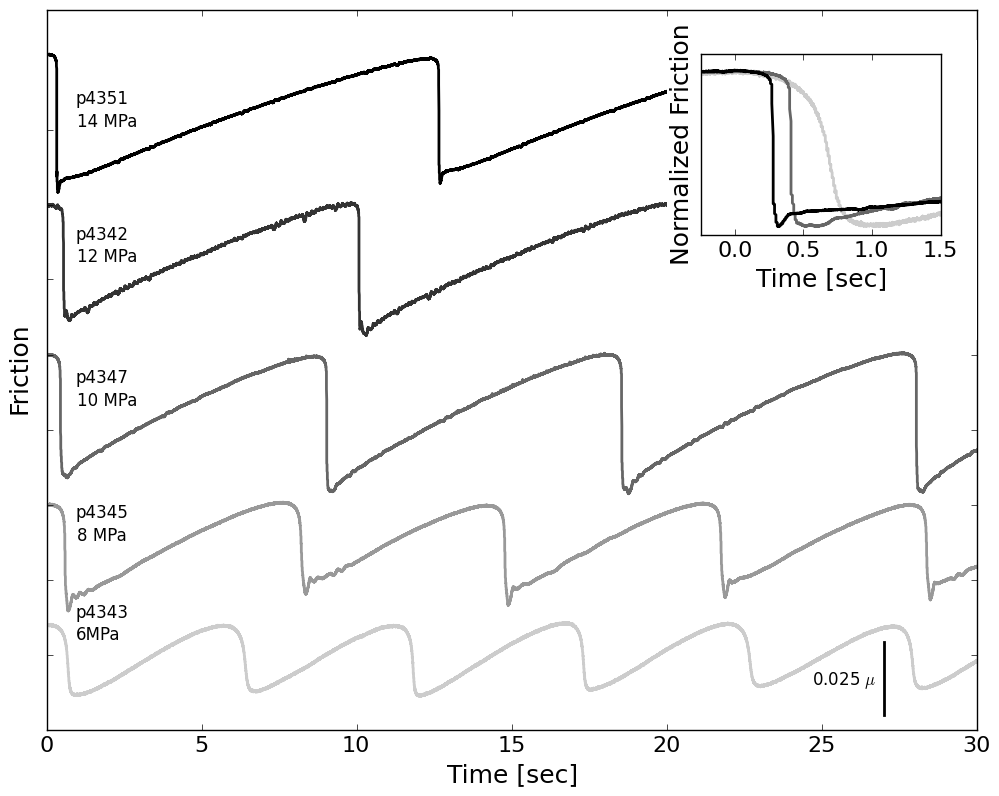 p4351
14 MPa
p4342
12 MPa
p4347
10 MPa
p4345
8 MPa
p4343
6MPa
Friction
0.025 μ
0 5 10 15 20 25 30
Time [sec]
Normalized Friction
0.0 0.5 1.0 1.5
Time [sec]